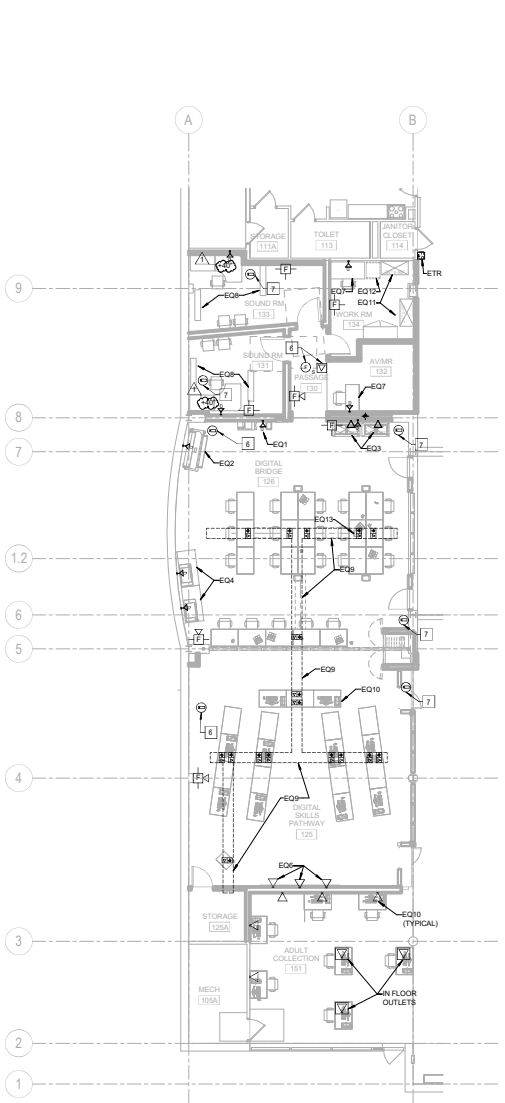 A
B
STORAGE
111A
TOILET
113
JANITOR
CLOSET
114
ETR
9
1
+40"
F
EQ8
7
SOUND RM
133
EQ7
EQ12
EQ11
F
WORK RM
134
SOUND RM
131
6
F
PASSAGE
130
AV/MR
132
EQ8
7
1
F
F
EQ7
8
6
EQ1
F
EQ3
7
7
EQ2
DIGITAL
BRIDGE
126
EQ13
1.2
EQ9
EQ4
6
F
7
5
EQ9
EQ10
7
6
4
F
EQ9
DIGITAL
SKILLS
PATHWAY
125
EQ6
STORAGE
125A
EQ10
(TYPICAL)
3
ADULT
COLLECTION
151
MECH
105A
IN FLOOR
OUTLETS
2
1